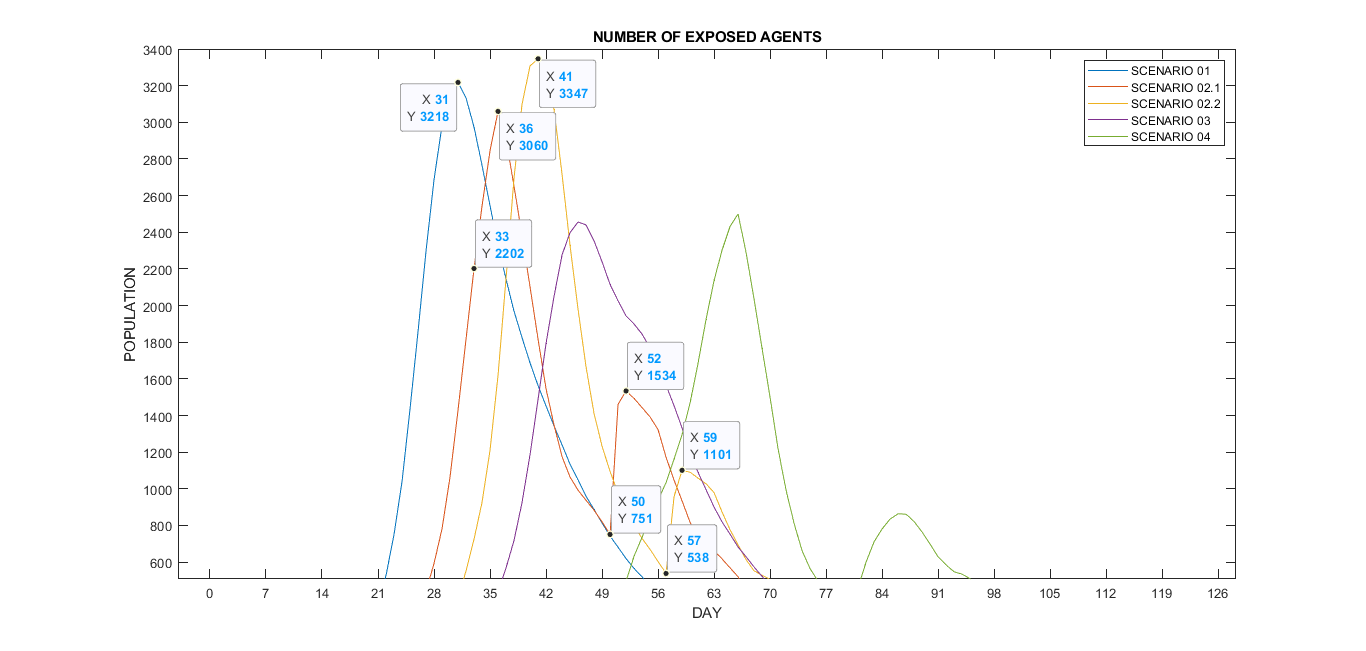 NUMBER OF EXPOSED AGENTS
3400
3200
3000
2800
2600
2400
2200
2000
1800
1600
1400
1200
1000
800
600
POPULATION
X 31
Y 3218
X 41
Y 3347
X 36
Y 3060
X 33
Y 2202
X 52
Y 1534
X 59
Y 1101
X 50
Y 751
X 57
Y 538
SCENARIO 01
SCENARIO 02.1
SCENARIO 02.2
SCENARIO 03
SCENARIO 04
0 7 14 21 28 35 42 49 56 63 70 77 84 91 98 105 112 119 126
DAY